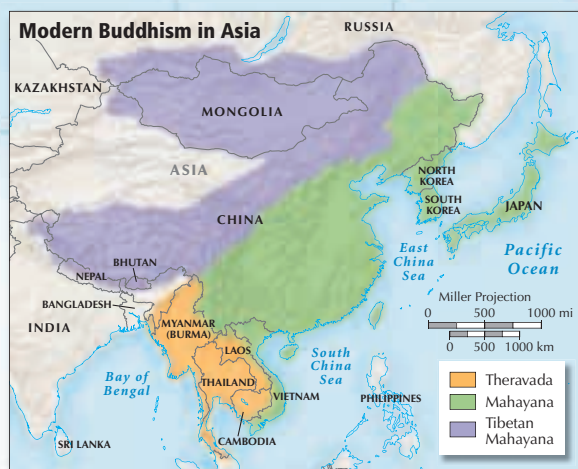 Modern Buddhism in Asia
RUSSIA
KAZAKHSTAN
MONGOLIA
ASIA
NORTH
KOREA
SOUTH
KOREA
JAPAN
CHINA
East
China
Sea
Pacific
Ocean
BHUTAN
NEPAL
BANGLADESH
INDIA
MYANMAR
(BURMA)
LAOS
THAILAND
VIETNAM
CAMBODIA
Bay of
Bengal
South
China
Sea
PHILIPPINES
SRI LANKA
Miller Projection
0 500 1000 mi
0 500 1000 km
Theravada
Mahayana
Tibetan
Mahayana